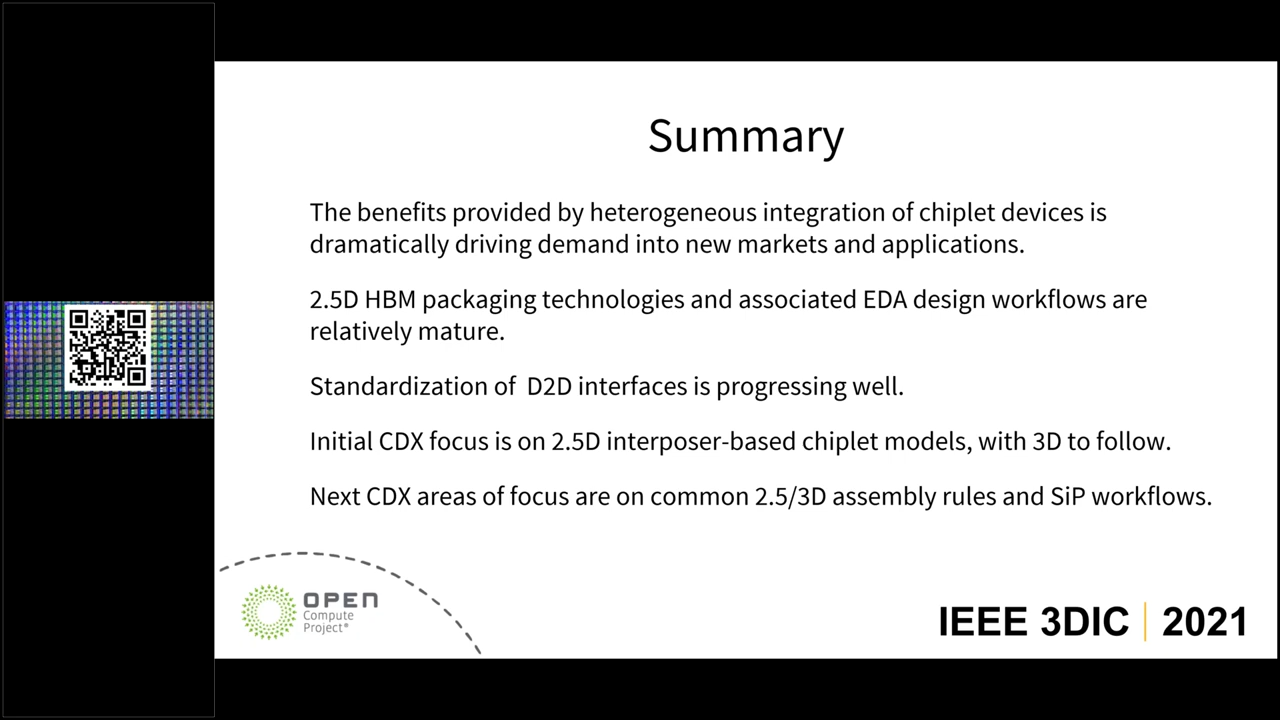 Summary
The benefits provided by heterogeneous integration of chiplet devices is
dramatically driving demand into new markets and applications.
2.5D HBM packaging technologies and associated EDA design workflows are
relatively mature.
Standardization of  D2D interfaces is progressing well.
Initial CDX focus is on 2.5D interposer-based chiplet models, with 3D to follow.
Next CDX areas of focus are on common 2.5/3D assembly rules and SiP workflows.
OPEN
Compute
Project®
IEEE 3DIC | 2021